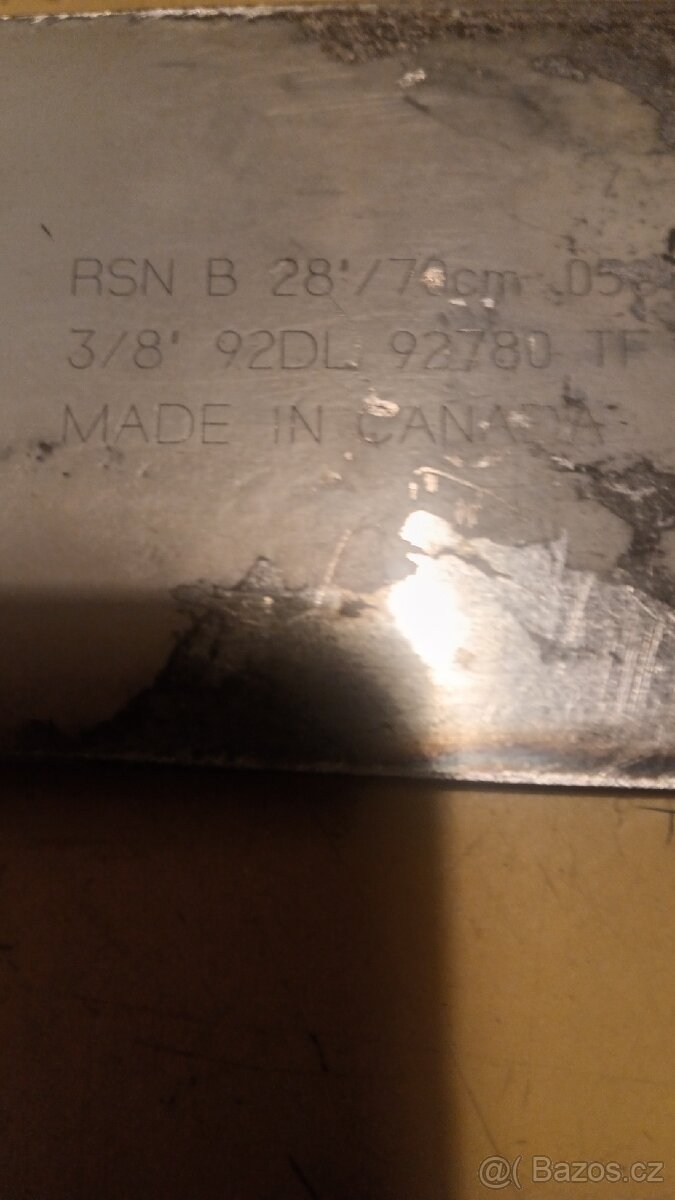 RSN B 28'/70cm .05
3/8' 92DL 92780 TF
MADE IN CANADA
@( Bazos.cz